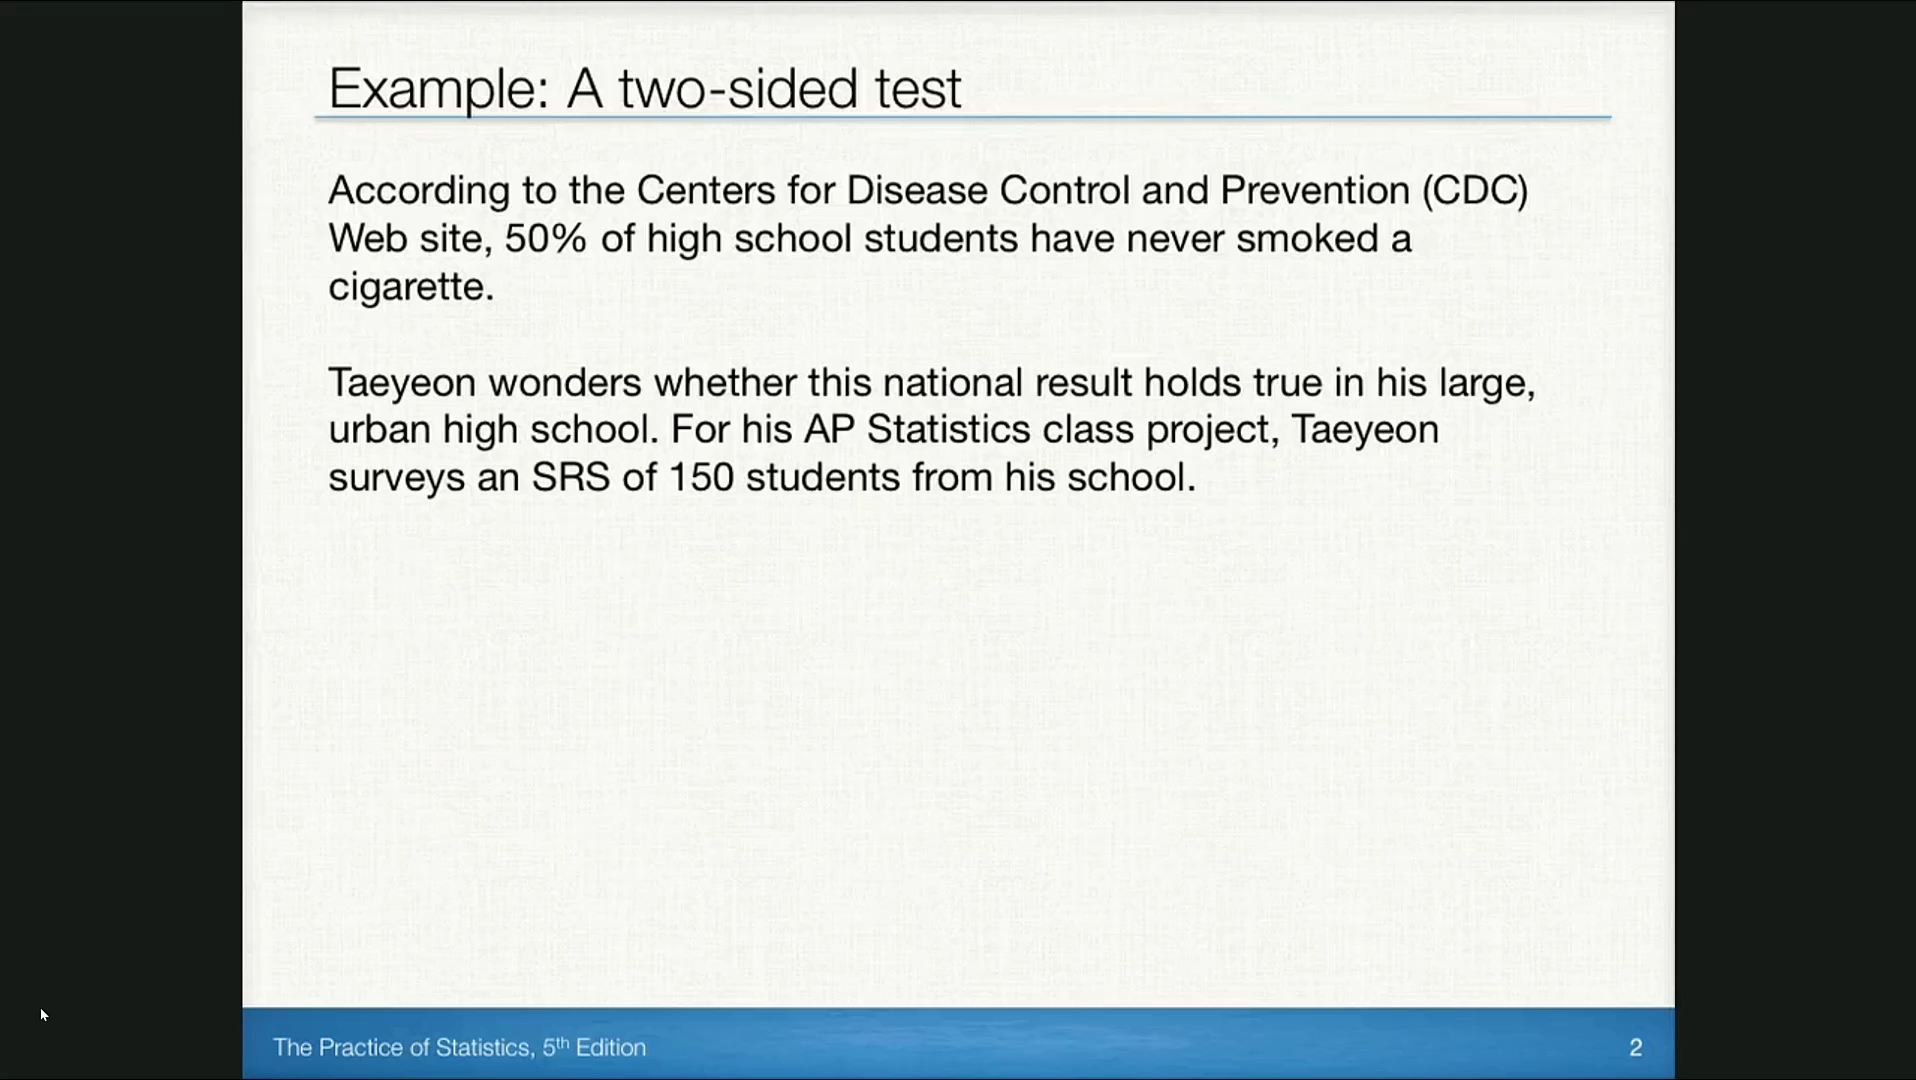 Example: A two-sided test
According to the Centers for Disease Control and Prevention (CDC)
Web site, 50% of high school students have never smoked a
cigarette.
Taeyeon wonders whether this national result holds true in his large,
urban high school. For his AP Statistics class project, Taeyeon
surveys an SRS of 150 students from his school.
The Practice of Statistics, 5th Edition
2